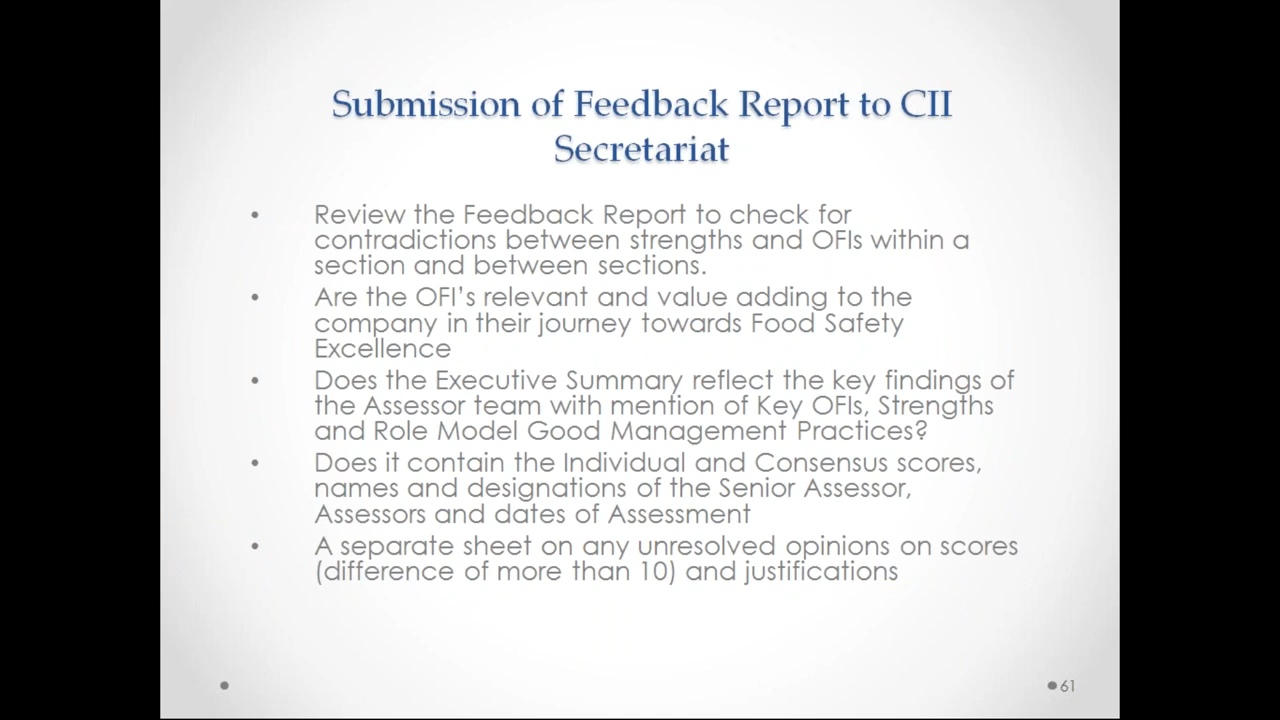 Submission of Feedback Report to CII
Secretariat
• Review the Feedback Report to check for
contradictions between strengths and OFIs within a
section and between sections.
• Are the OFI’s relevant and value adding to the
company in their journey towards Food Safety
Excellence
• Does the Executive Summary reflect the key findings of
the Assessor team with mention of Key OFIs, Strengths
and Role Model Good Management Practices?
• Does it contain the Individual and Consensus scores,
names and designations of the Senior Assessor,
Assessors and dates of Assessment
• A separate sheet on any unresolved opinions on scores
(difference of more than 10) and justifications
61